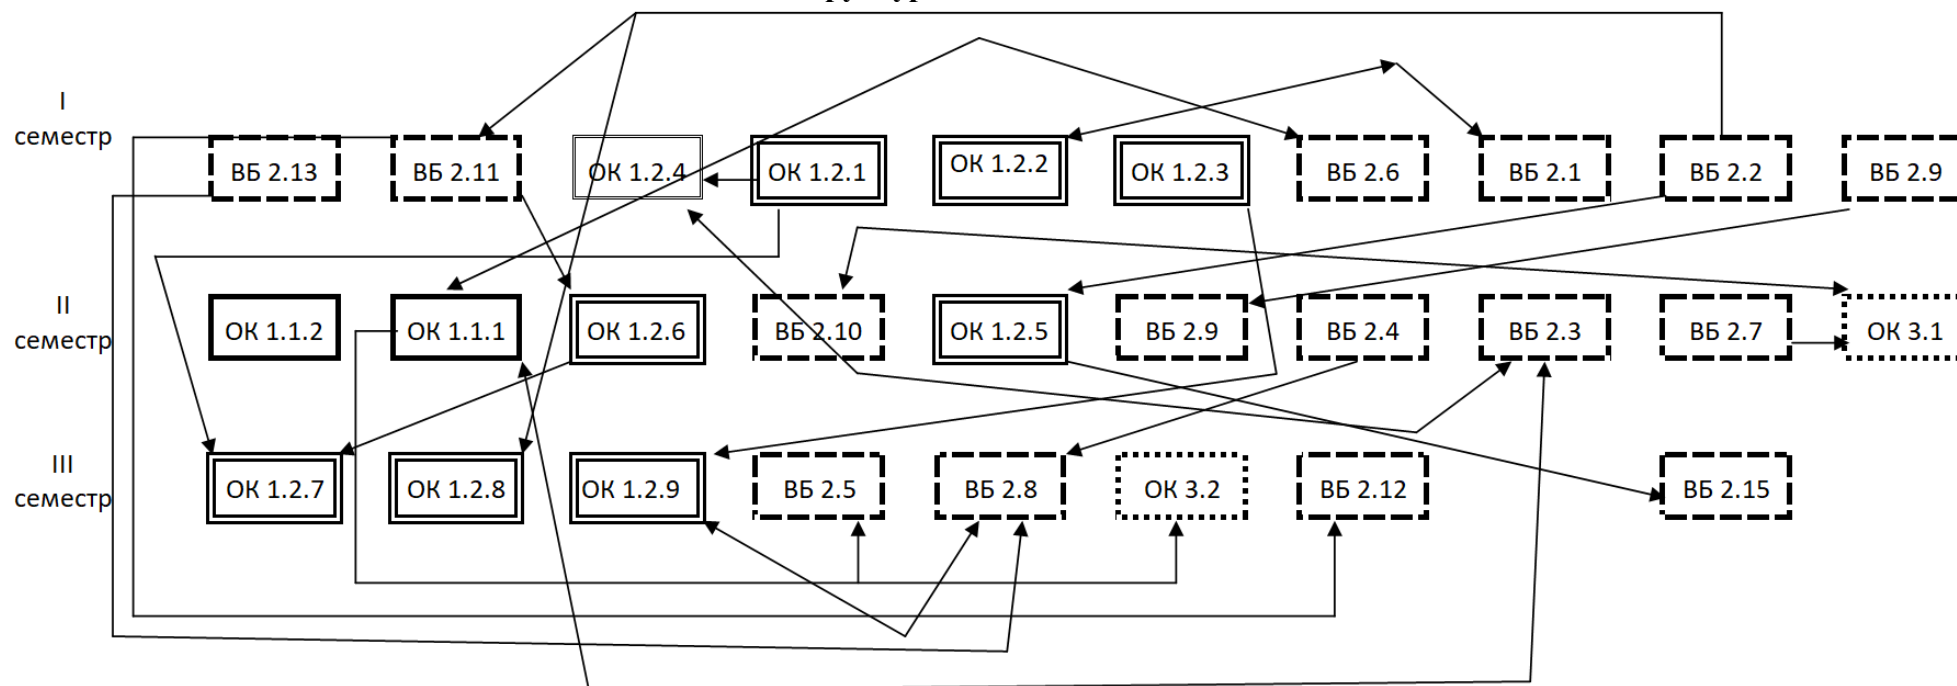 I
семестр
ВБ 2.13 ВБ 2.11 ОК 1.2.4 ОК 1.2.1 ОК 1.2.2 ОК 1.2.3 ВБ 2.6 ВБ 2.1 ВБ 2.2 ВБ 2.9
II
семестр
ОК 1.1.2 ОК 1.1.1 ОК 1.2.6 ВБ 2.10 ОК 1.2.5 ВБ 2.9 ВБ 2.4 ВБ 2.3 ВБ 2.7 ОК 3.1
III
семестр
ОК 1.2.7 ОК 1.2.8 ОК 1.2.9 ВБ 2.5 ВБ 2.8 ОК 3.2 ВБ 2.12 ВБ 2.15